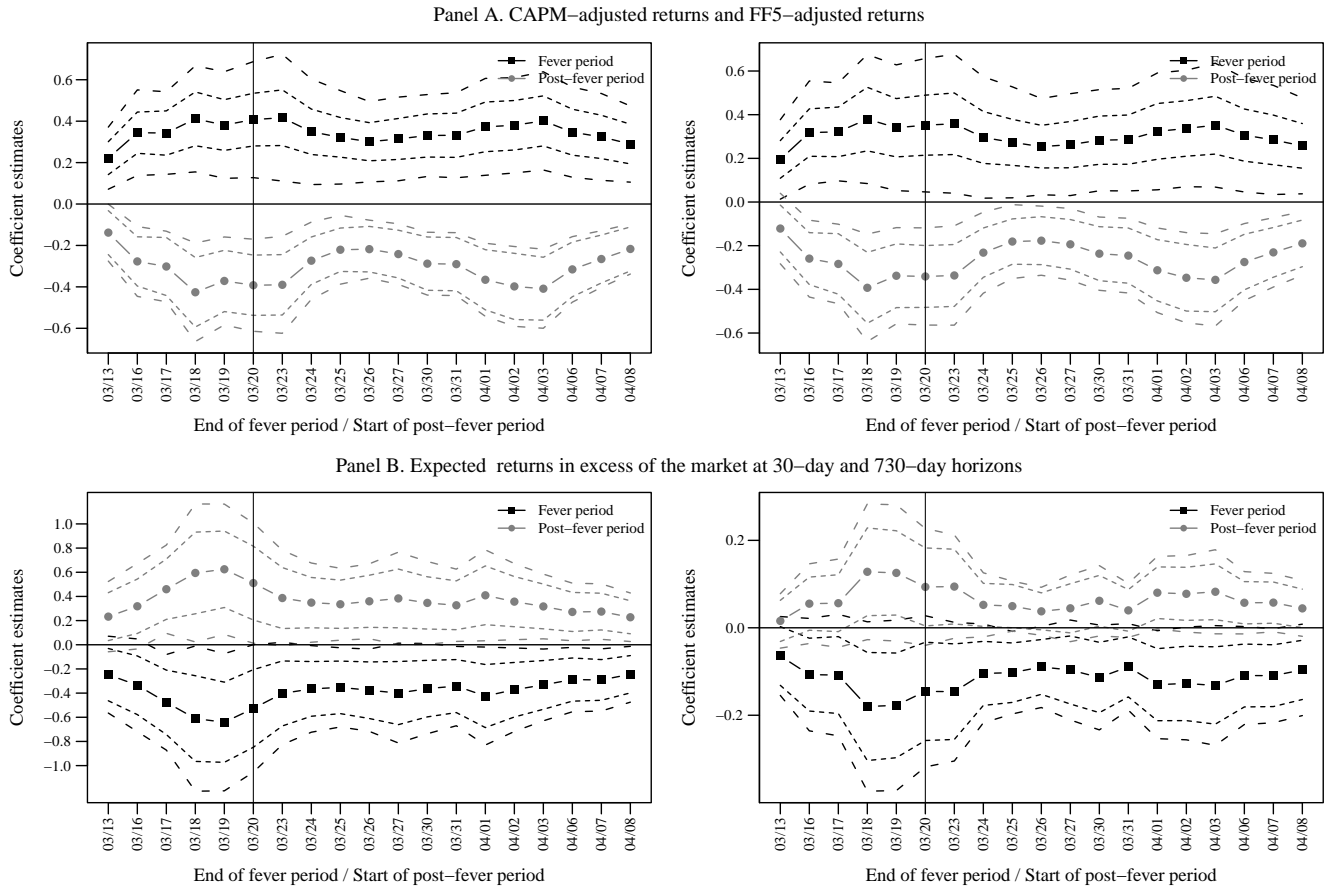 Panel A. CAPM−adjusted returns and FF5−adjusted returns
Coefficient estimates
0.6
0.4
0.2
0.0
−0.2
−0.4
−0.6
Fever period
Post−fever period
03/13 03/16 03/17 03/18 03/19 03/20 03/23 03/24 03/25 03/26 03/27 03/30 03/31 04/01 04/02 04/03 04/06 04/07 04/08
End of fever period / Start of post−fever period
Coefficient estimates
0.6
0.4
0.2
0.0
−0.2
−0.4
−0.6
Fever period
Post−fever period
03/13 03/16 03/17 03/18 03/19 03/20 03/23 03/24 03/25 03/26 03/27 03/30 03/31 04/01 04/02 04/03 04/06 04/07 04/08
End of fever period / Start of post−fever period
Panel B. Expected returns in excess of the market at 30−day and 730−day horizons
Coefficient estimates
1.0
0.8
0.6
0.4
0.2
0.0
−0.2
−0.4
−0.6
−0.8
−1.0
Fever period
Post−fever period
03/13 03/16 03/17 03/18 03/19 03/20 03/23 03/24 03/25 03/26 03/27 03/30 03/31 04/01 04/02 04/03 04/06 04/07 04/08
End of fever period / Start of post−fever period
Coefficient estimates
0.2
0.0
−0.2
Fever period
Post−fever period
03/13 03/16 03/17 03/18 03/19 03/20 03/23 03/24 03/25 03/26 03/27 03/30 03/31 04/01 04/02 04/03 04/06 04/07 04/08
End of fever period / Start of post−fever period